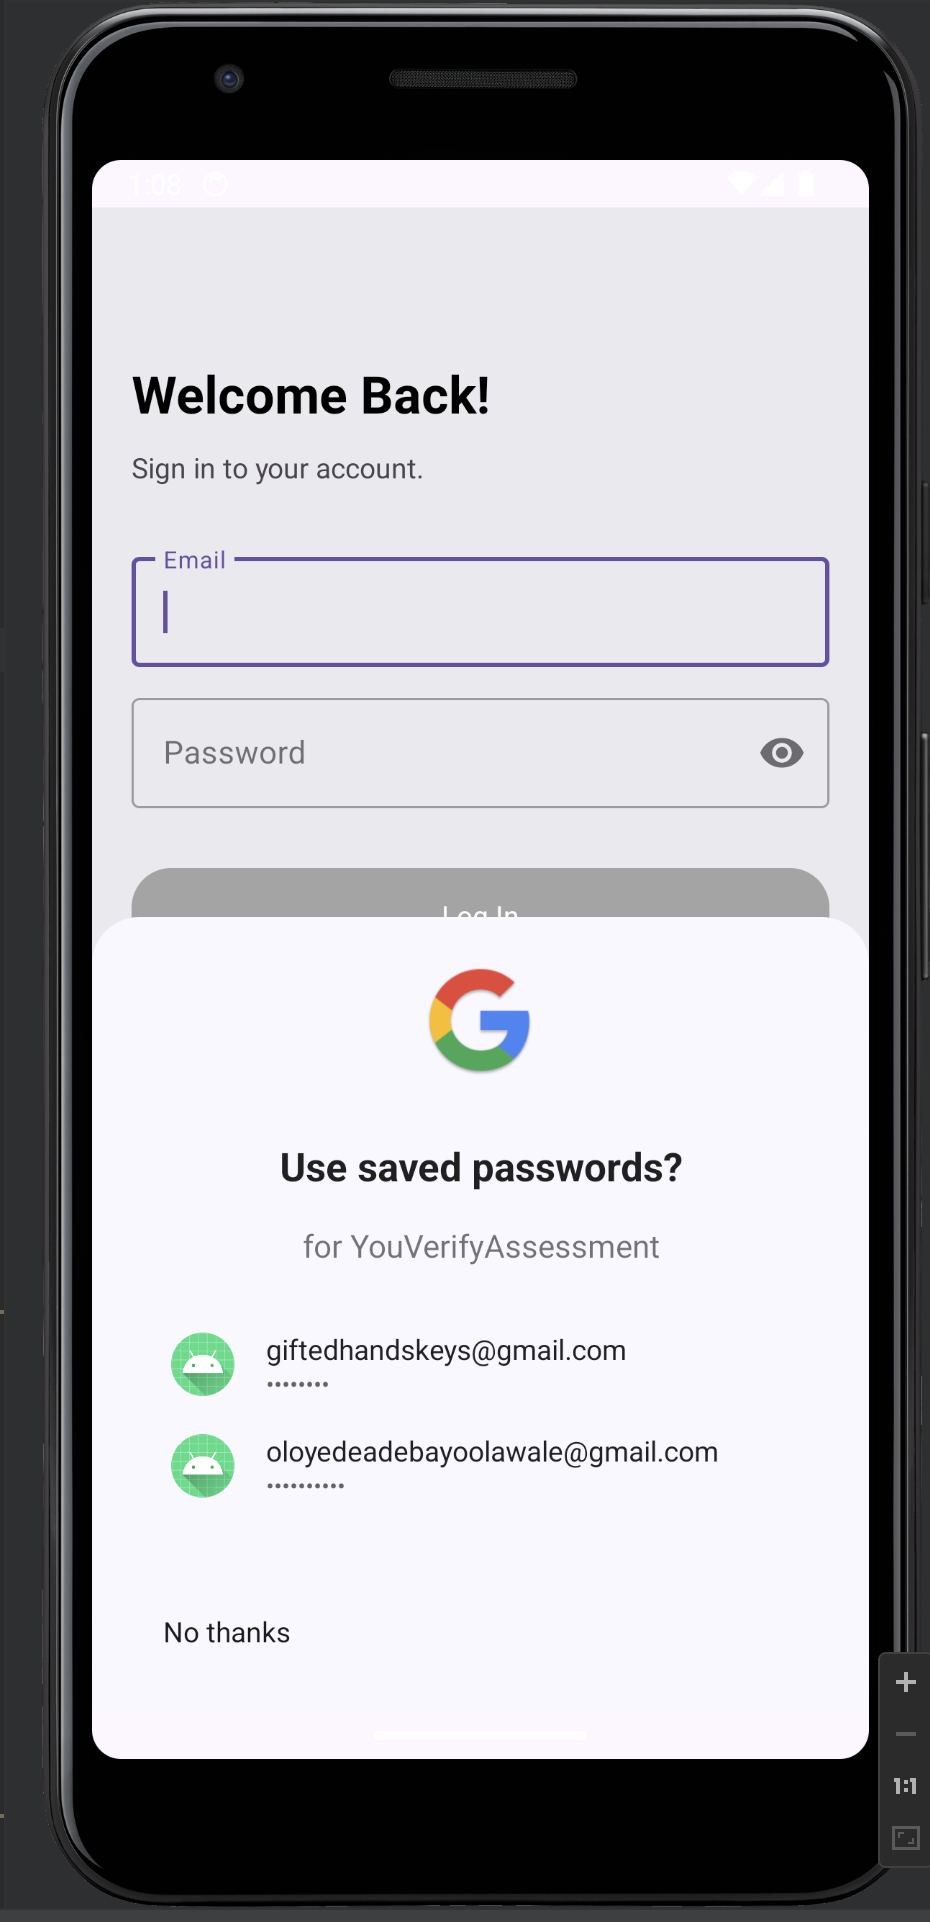 1:08
Welcome Back!
Sign in to your account.
Email
Password
Log In
Use saved passwords?
for YouVerifyAssessment
giftedhandskeys@gmail.com
••••••••
oloyedeadebayoolawale@gmail.com
••••••••••
No thanks
1:1